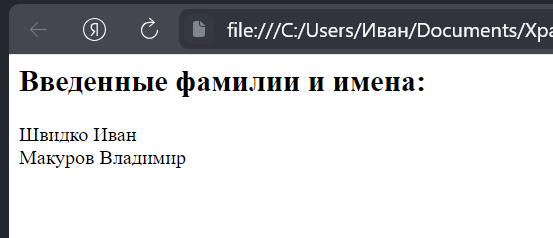 Я file:///C:/Users/Иван/Documents/Хра
Введенные фамилии и имена:
Швидко Иван
Макуров Владимир